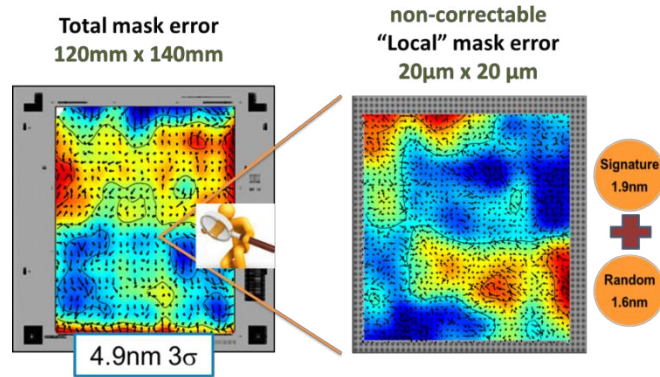 Total mask error
120mm x 140mm
4.9nm 3σ
non-correctable
“Local” mask error
20µm x 20 µm
Signature
1.9nm
Random
1.6nm